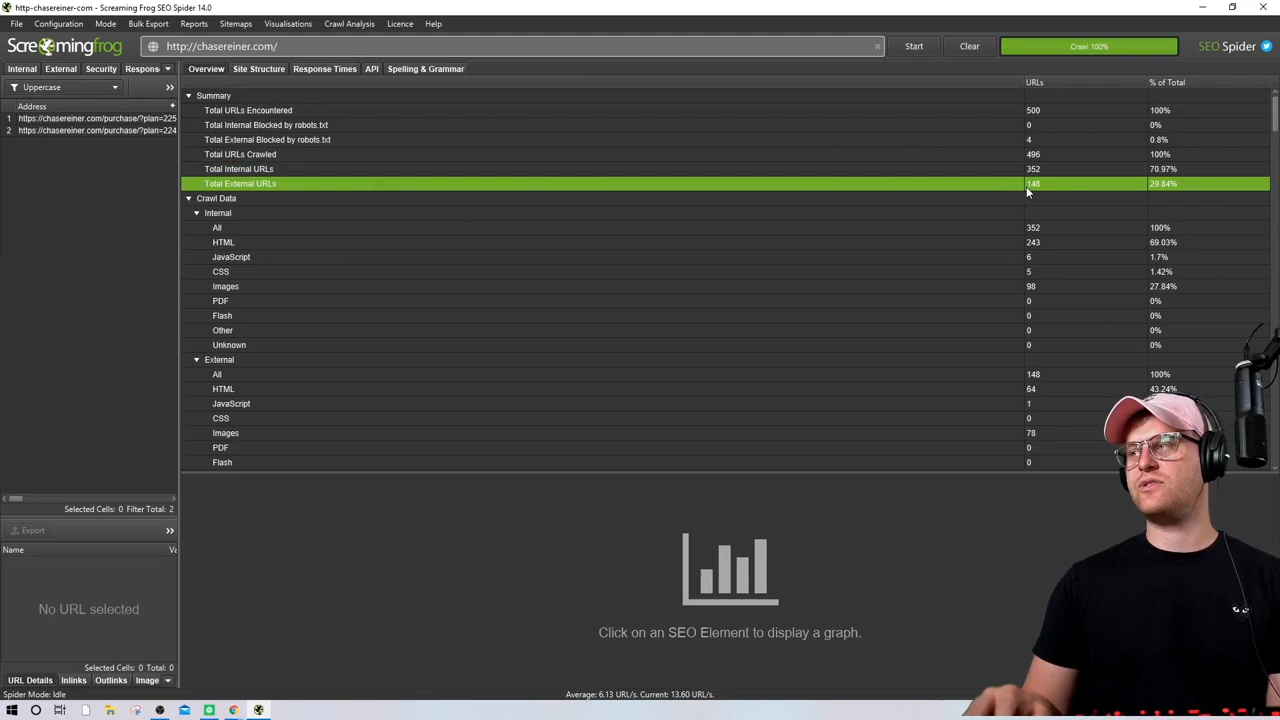 http-chasereiner-com - Screaming Frog SEO Spider 14.0
File Configuration Mode Bulk Export Reports Sitemaps Visualisations Crawl Analysis Licence Help
Screamingfrog http://chasereiner.com/ Start Clear Crawl 100% SEO Spider
Internal External Security Respons Overview Site Structure Response Times API Spelling & Grammar
Uppercase URLs % of Total
Address
1 https://chasereiner.com/purchase/?plan=225
2 https://chasereiner.com/purchase/?plan=224
Summary
Total URLs Encountered 500 100%
Total Internal Blocked by robots.txt 0 0%
Total External Blocked by robots.txt 4 0.8%
Total URLs Crawled 496 100%
Total Internal URLs 352 70.97%
Total External URLs 148 29.84%
Crawl Data
Internal
All 352 100%
HTML 243 69.03%
JavaScript 6 1.7%
CSS 5 1.42%
Images 98 27.84%
PDF 0 0%
Flash 0 0%
Other 0 0%
Unknown 0 0%
External
All 148 100%
HTML 64 43.24%
JavaScript 1
CSS 0
Images 78
PDF 0
Flash 0
Selected Cells: 0 Filter Total: 2
Export
Name Va
No URL selected
Click on an SEO Element to display a graph.
Selected Cells: 0 Total: 0
URL Details Inlinks Outlinks Image
Spider Mode: Idle Average: 6.13 URL/s. Current: 13.60 URL/s.